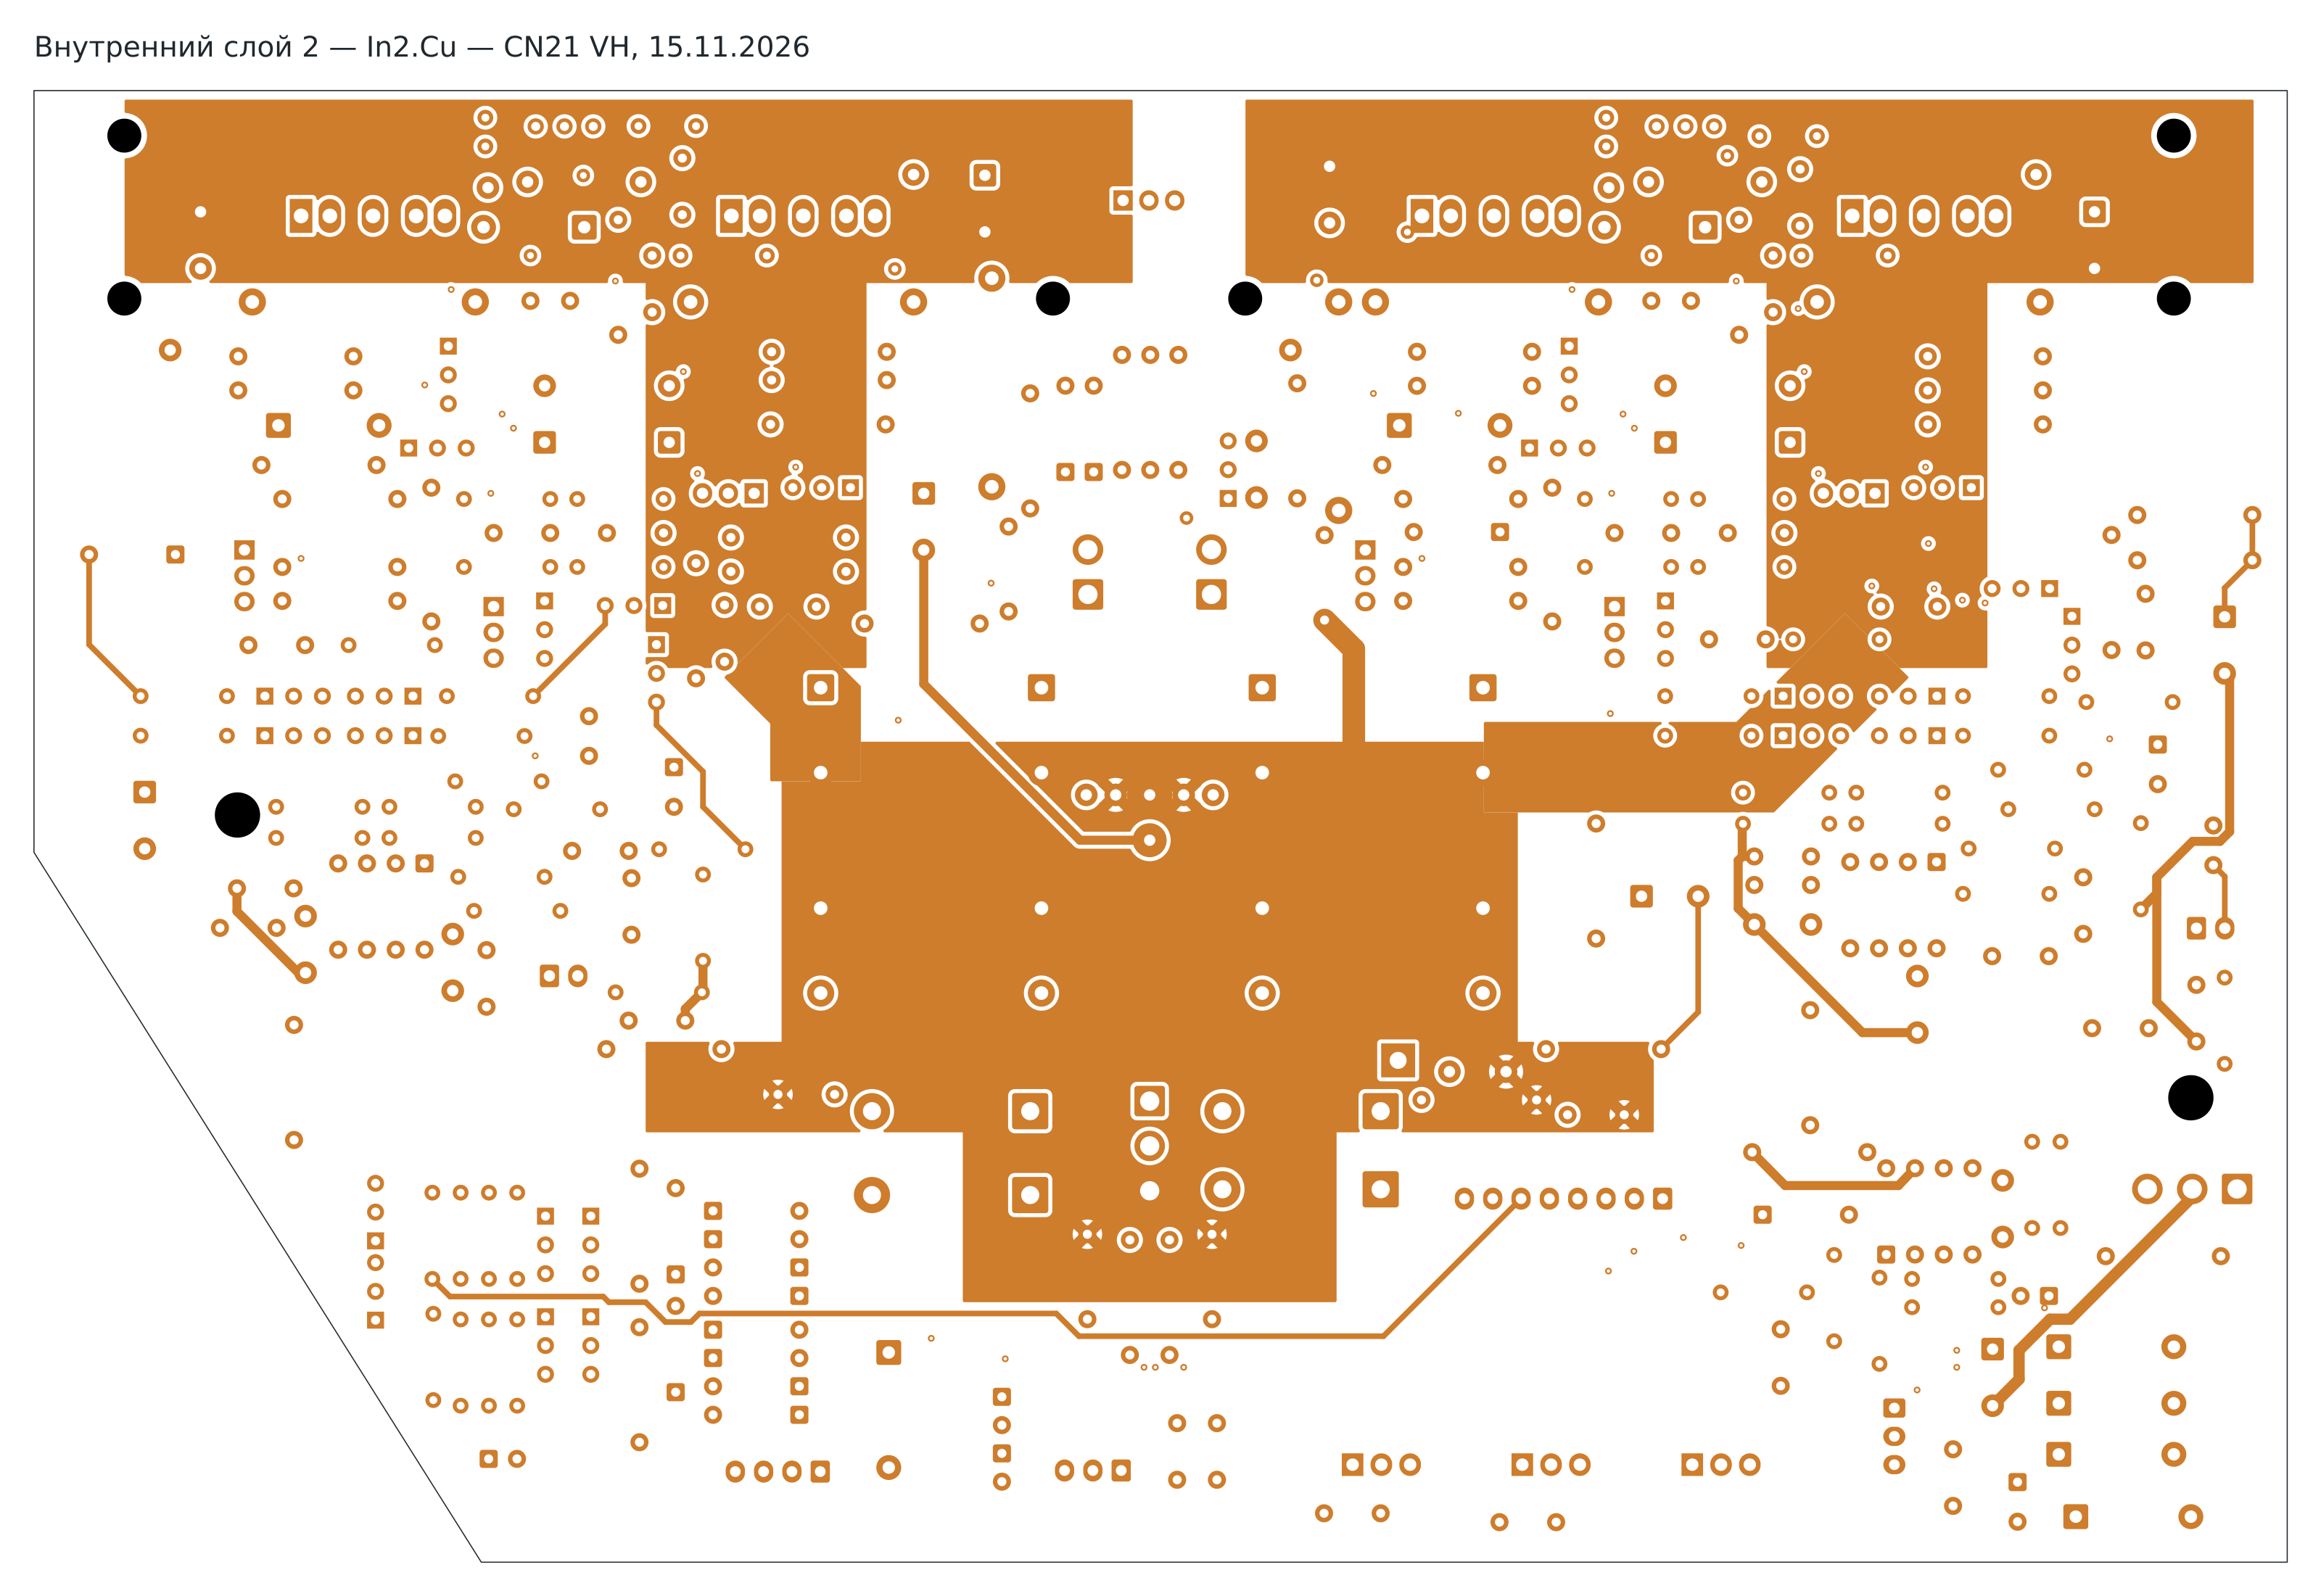 Внутренний слой 2 — In2.Cu — CN21 VH, 15.11.2026